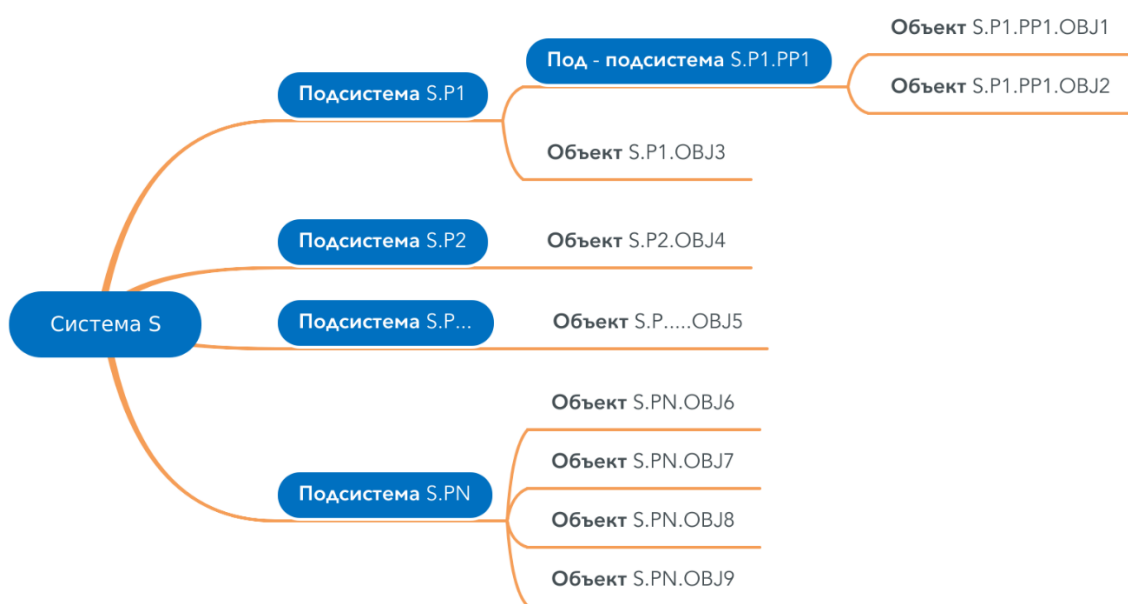 Объект S.P1.PP1.OBJ1
Под - подсистема S.P1.PP1
Объект S.P1.PP1.OBJ2
Подсистема S.P1
Объект S.P1.OBJ3
Подсистема S.P2
Объект S.P2.OBJ4
Система S
Подсистема S.P...
Объект S.P.....OBJ5
Объект S.PN.OBJ6
Объект S.PN.OBJ7
Подсистема S.PN
Объект S.PN.OBJ8
Объект S.PN.OBJ9